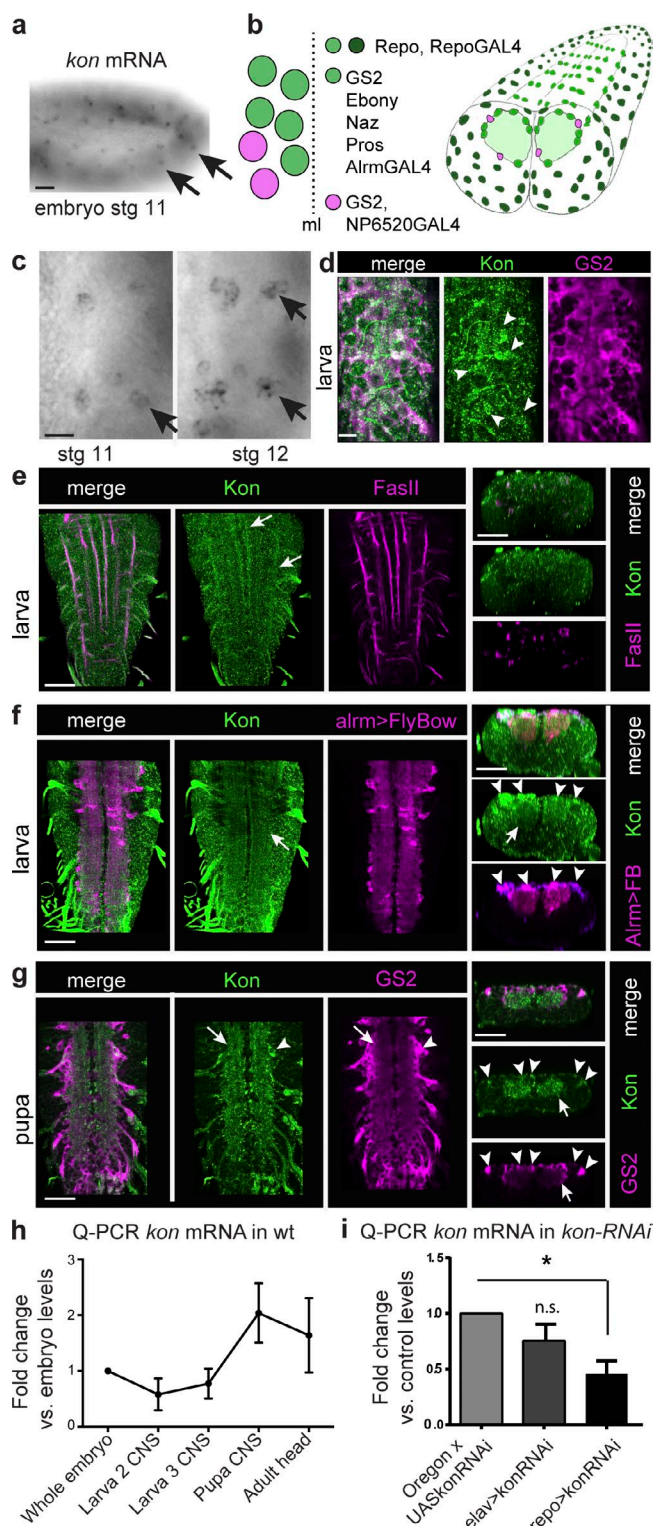 a
kon mRNA
embryo stg 11
b
Repo, RepoGAL4
GS2
Ebony
Naz
Pros
AlrmGAL4
GS2,
NP6520GAL4
ml
c
stg 11
stg 12
d
merge
Kon
GS2
larva
e
merge
Kon
FasII
larva
merge
Kon
FasII
f
merge
Kon
alrm>FlyBow
larva
merge
Kon
Alrm>FB
g
merge
Kon
GS2
pupa
merge
Kon
GS2
h
Q-PCR kon mRNA in wt
Fold change
vs. embryo levels
3
2
1
0
Whole embryo
Larva 2 CNS
Larva 3 CNS
Pupa CNS
Adult head
i
Q-PCR kon mRNA in kon-RNAi
Fold change
vs. control levels
1.5
1.0
0.5
0.0
*
n.s.
Oregon x
UASkonRNAi
elav>konRNAi
repo>konRNAi